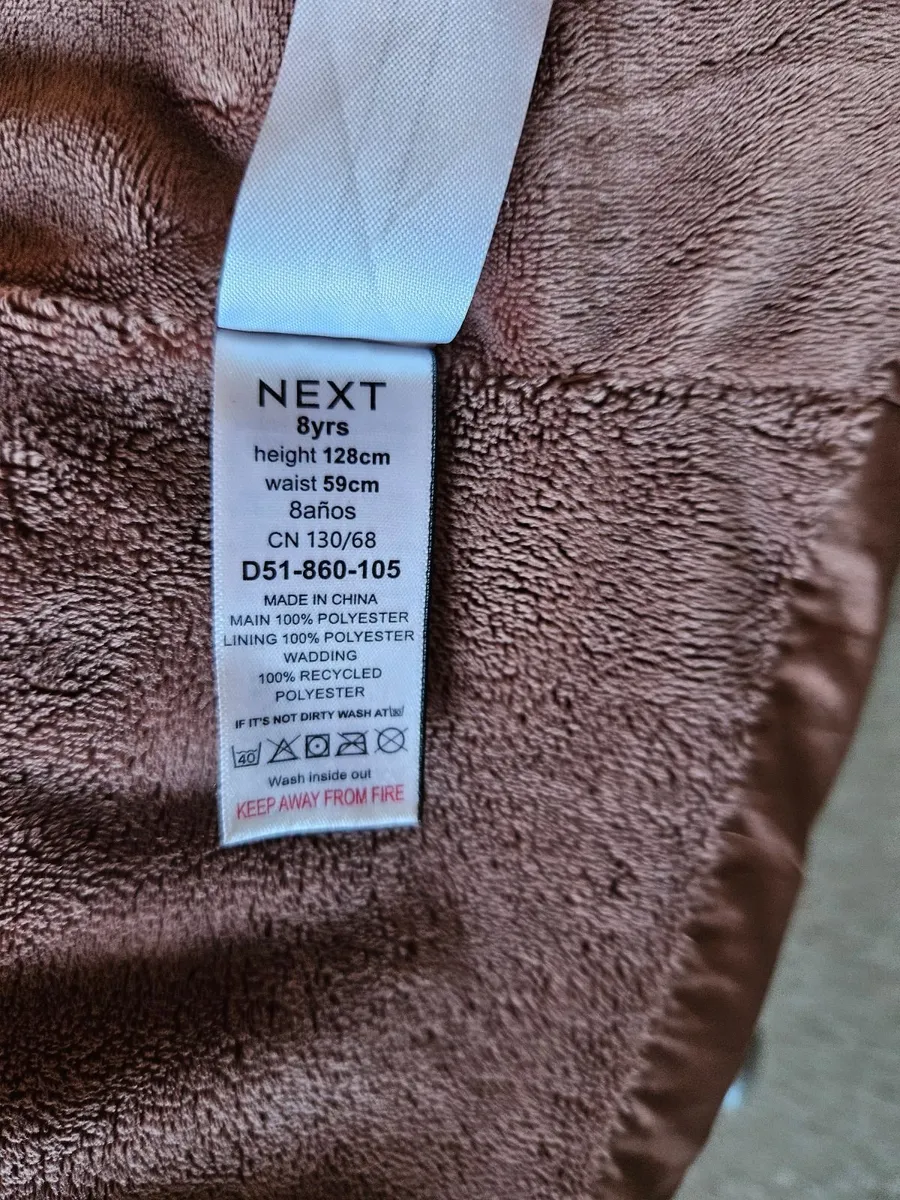 NEXT
8yrs
height 128cm
waist 59cm
8años
CN 130/68
D51-860-105
MADE IN CHINA
MAIN 100% POLYESTER
LINING 100% POLYESTER
WADDING
100% RECYCLED
POLYESTER
IF IT'S NOT DIRTY WASH AT
40
Wash inside out
KEEP AWAY FROM FIRE